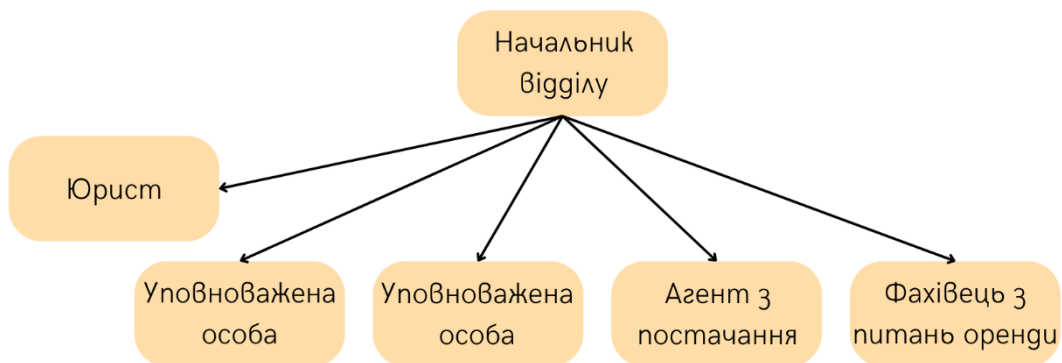 Начальник
відділу
Юрист
Уповноважена
особа
Уповноважена
особа
Агент з
постачання
Фахівець з
питань оренди